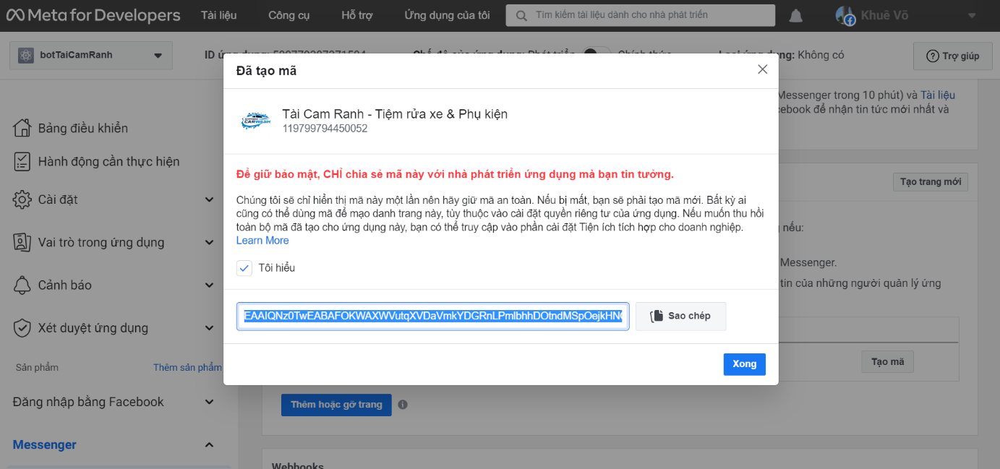 Meta for Developers
Tài liệu
Công cụ
Hỗ trợ
Ứng dụng của tôi
Tìm kiếm tài liệu dành cho nhà phát triển
Khuê Võ
botTaiCamRanh
ID ứng dụng:
Chế độ của ứng dụng: Phát triển
Chính thức
Loại ứng dụng: Không có
Trợ giúp
Đã tạo mã
Messenger trong 10 phút) và Tài liệu
cebook để nhận tin tức mới nhất và
Tài Cam Ranh - Tiệm rửa xe & Phụ kiện
119799794450052
CARWASH
Bảng điều khiển
Hành động cần thực hiện
Cài đặt
Vai trò trong ứng dụng
Cảnh báo
Xét duyệt ứng dụng
Sản phẩm
Thêm sản phẩm
Đăng nhập bằng Facebook
Messenger
Để giữ bảo mật, CHỈ chia sẻ mã này với nhà phát triển ứng dụng mà bạn tin tưởng.
Chúng tôi sẽ chỉ hiển thị mã này một lần nên hãy giữ mã an toàn. Nếu bị mất, bạn sẽ phải tạo mã mới. Bất kỳ ai
cũng có thể dùng mã để mạo danh trang này, tùy thuộc vào cài đặt quyền riêng tư của ứng dụng. Nếu muốn thu hồi
toàn bộ mã đã tạo cho ứng dụng này, bạn có thể truy cập vào phần cài đặt Tiện ích tích hợp cho doanh nghiệp.
Learn More
Tôi hiểu
EAAIQNz0TwEABAFOKWAXWVutqXVDaVmkYDGRnLPmlbhhDOtndMSpOejkHN
Sao chép
Xong
Tạo trang mới
nếu:
Messenger.
tin của những người quản lý ứng
Tạo mã
Thêm hoặc gỡ trang
Webhooks